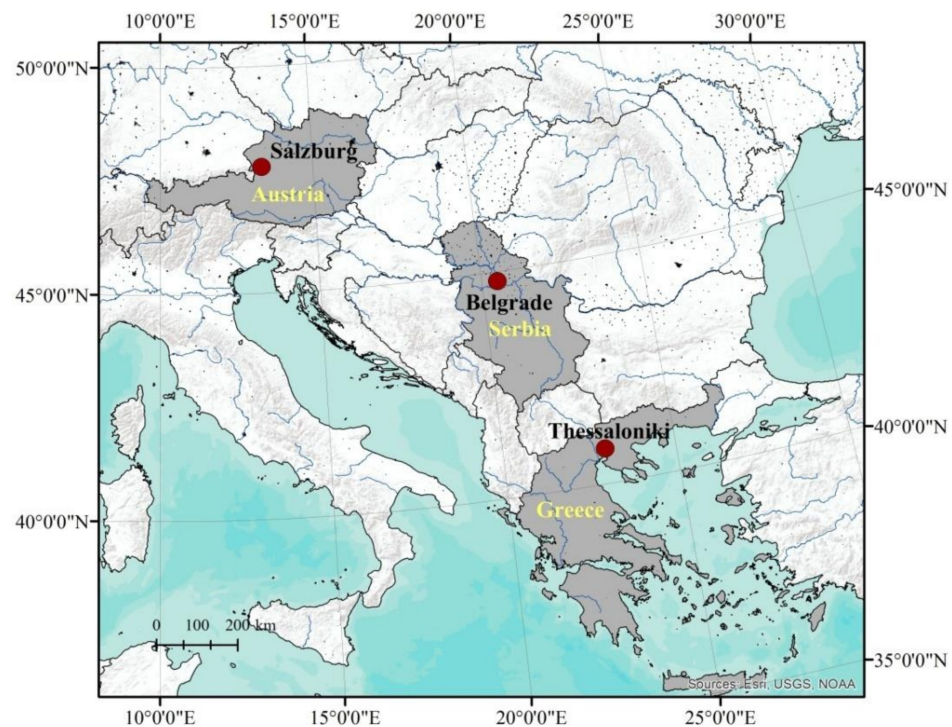 10°0'0"E 15°0'0"E 20°0'0"E 25°0'0"E 30°0'0"E
50°0'0"N
Salzburg
Austria
45°0'0"N
45°0'0"N
Belgrade
Serbia
40°0'0"N
Thessaloniki
Greece
40°0'0"N
0 100 200 km
35°0'0"N
Sources: Esri, USGS, NOAA
10°0'0"E 15°0'0"E 20°0'0"E 25°0'0"E